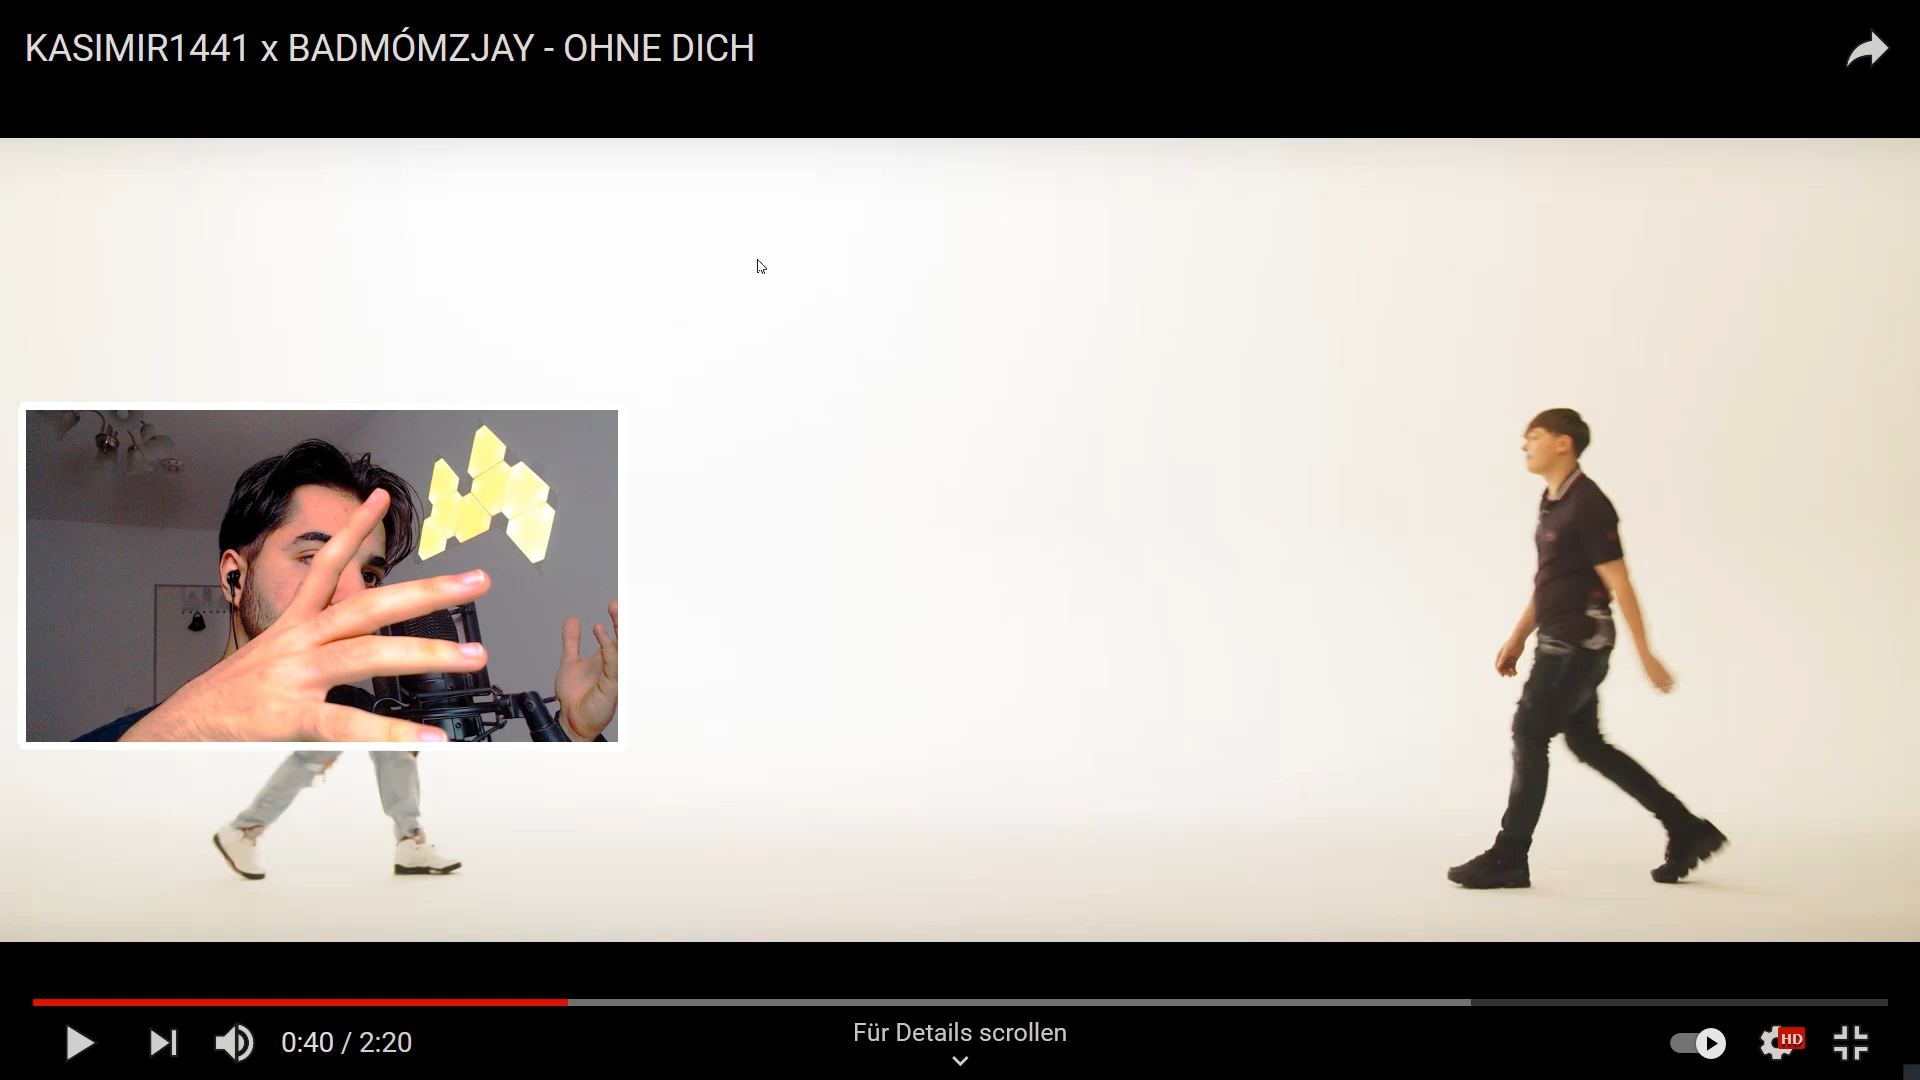 KASIMIR1441 x BADMÓMZJAY - OHNE DICH
0:40 / 2:20
Für Details scrollen
HD